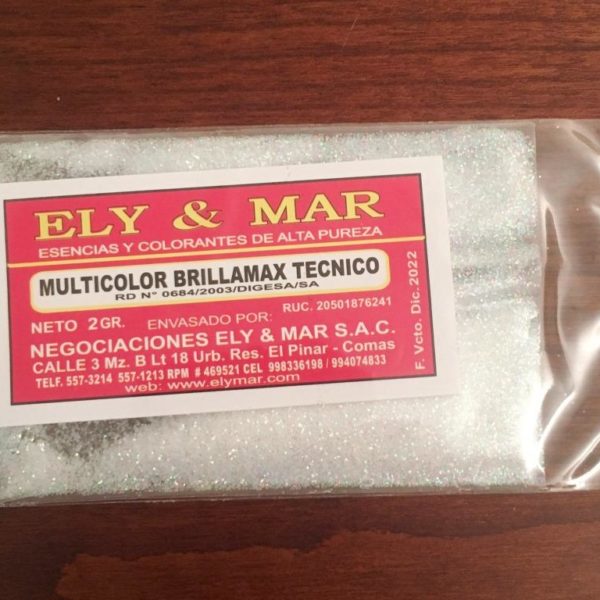 ELY & MAR
ESENCIAS Y COLORANTES DE ALTA PUREZA
MULTICOLOR BRILLAMAX TECNICO
RD Nº 0684/2003/DIGESA/SA
RUC. 20501876241
NETO 2GR. ENVASADO POR:
NEGOCIACIONES ELY & MAR S.A.C.
CALLE 3 Mz. B Lt 18 Urb. Res. El Pinar - Comas
TELF. 557-3214 557-1213 RPM # 469521 CEL 998336198 / 994074833
web: www.elymar.com
F. Vcto. Dic. 2022